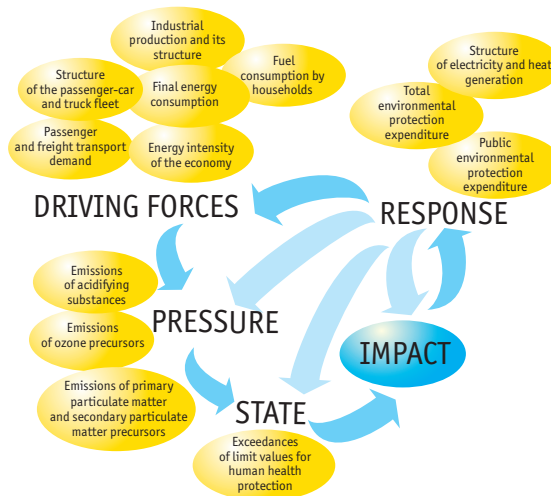 Industrial
production and its
structure
Structure
of the passenger-car
and truck fleet
Final energy
consumption
Fuel
consumption by
households
Passenger
and freight transport
demand
Energy intensity
of the economy
Structure
of electricity and heat
generation
Total
environmental
protection
expenditure
Public
environmental
protection
expenditure
DRIVING FORCES
RESPONSE
Emissions
of acidifying
substances
PRESSURE
Emissions
of ozone precursors
IMPACT
Emissions of primary
particulate matter
and secondary particulate
matter precursors
STATE
Exceedances
of limit values for
human health
protection